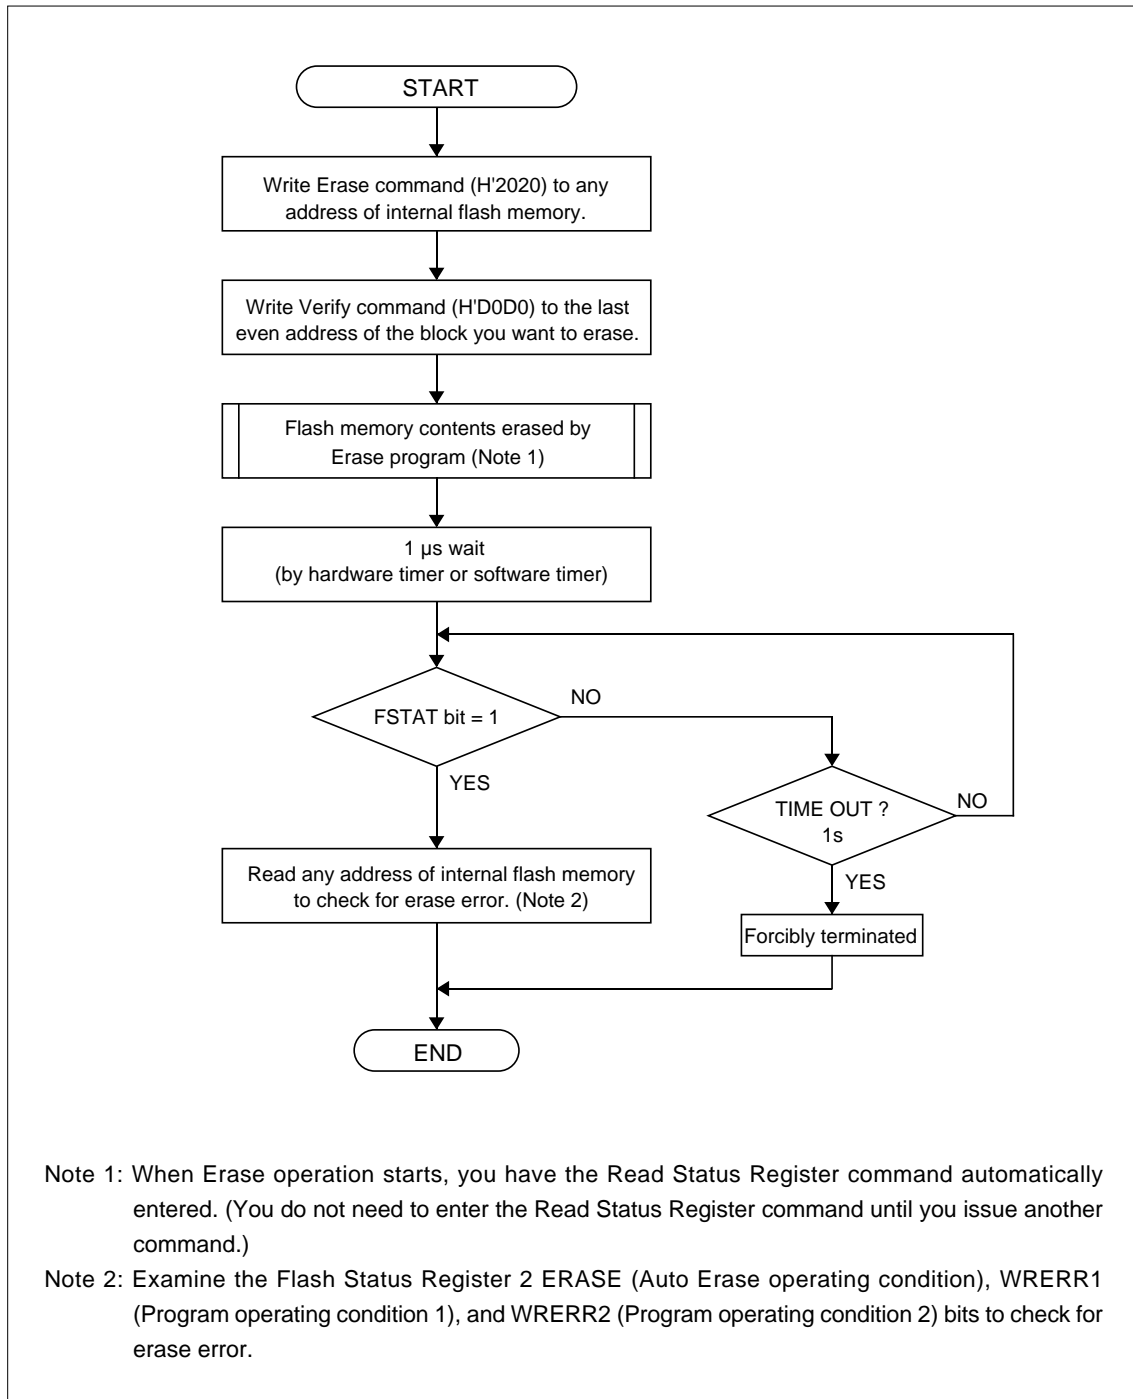 START
Write Erase command (H'2020) to any
address of internal flash memory.
Write Verify command (H'D0D0) to the last
even address of the block you want to erase.
Flash memory contents erased by
Erase program (Note 1)
1 µs wait
(by hardware timer or software timer)
FSTAT bit = 1
NO
YES
TIME OUT ?
1s
NO
YES
Read any address of internal flash memory
to check for erase error. (Note 2)
Forcibly terminated
END
Note 1: When Erase operation starts, you have the Read Status Register command automatically
entered. (You do not need to enter the Read Status Register command until you issue another
command.)
Note 2: Examine the Flash Status Register 2 ERASE (Auto Erase operating condition), WRERR1
(Program operating condition 1), and WRERR2 (Program operating condition 2) bits to check for
erase error.